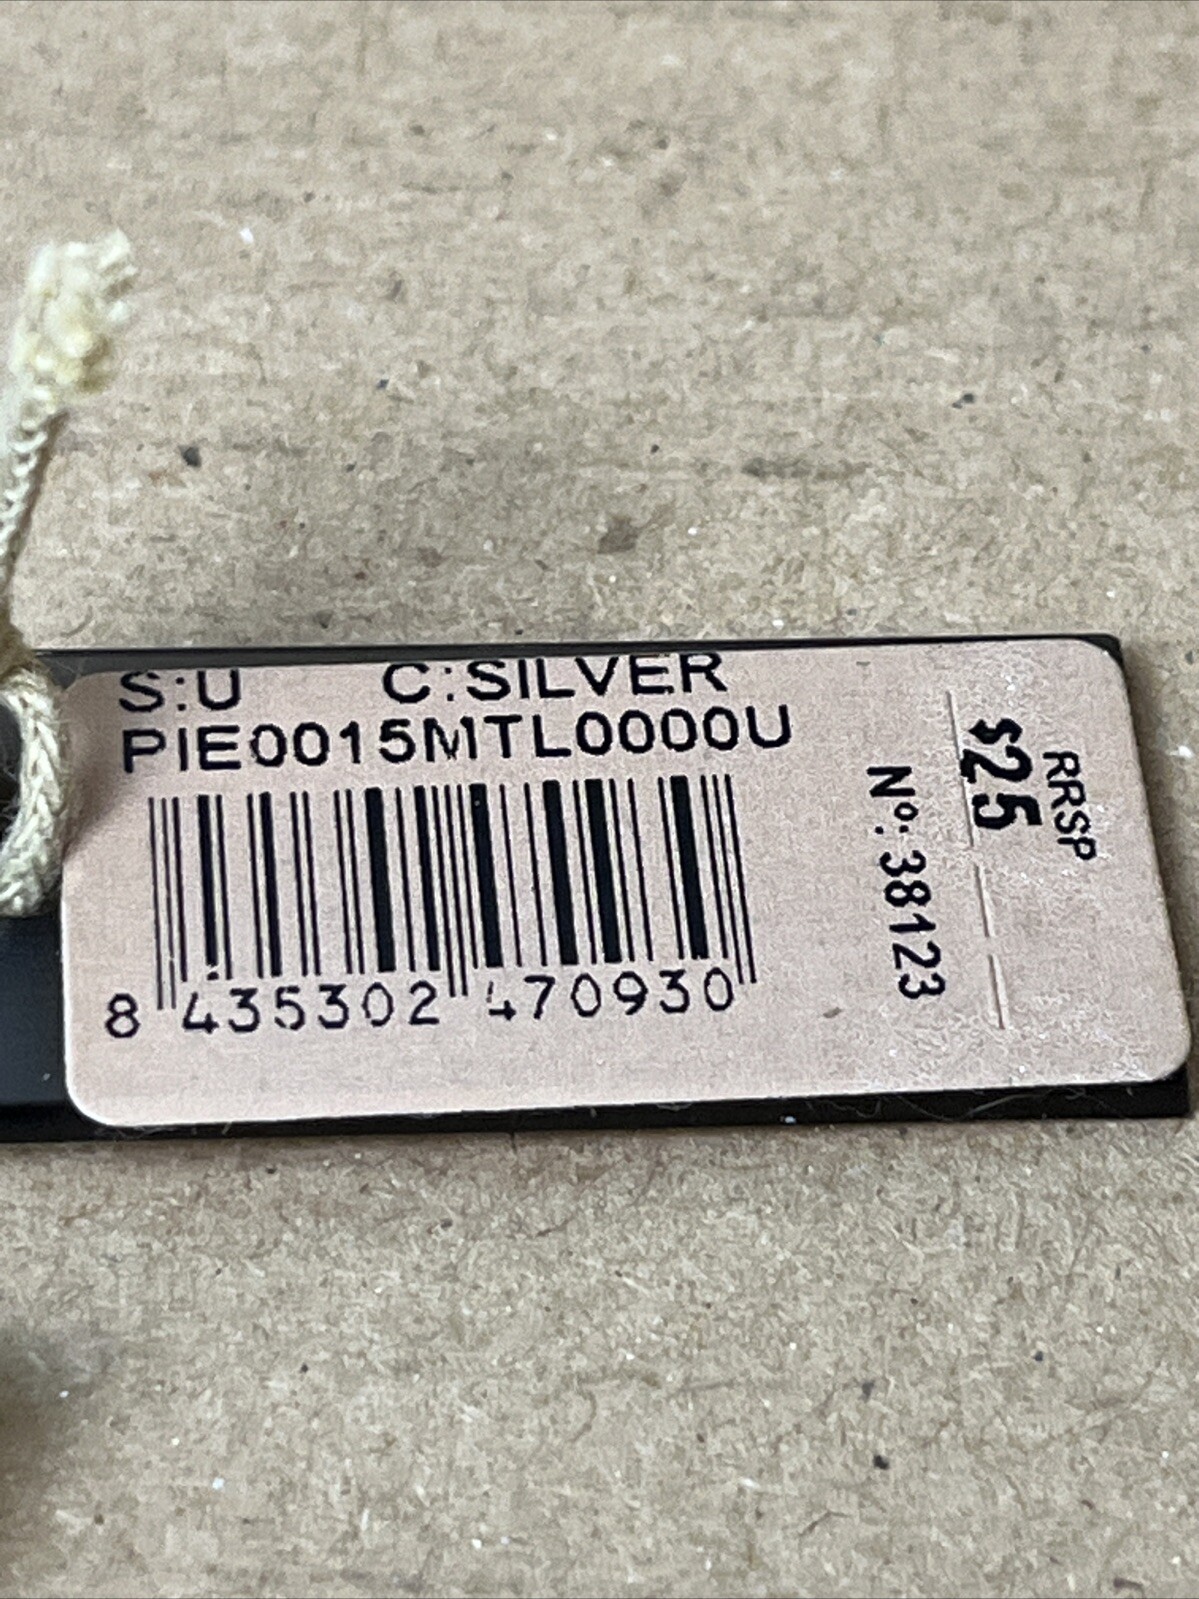 S:U C:SILVER
PIE0015MTL0000U
8 435302 470930
Nº: 38123
$25
RRSP